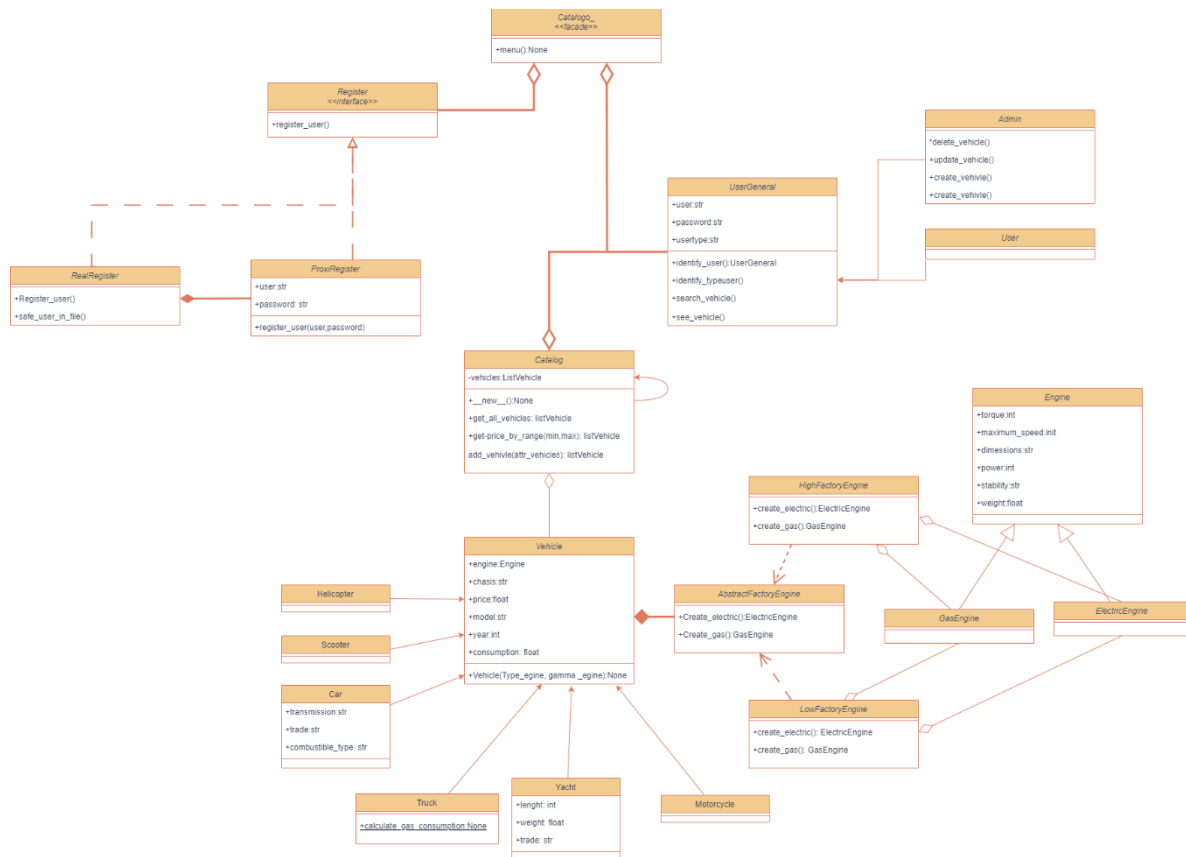 Catalogo_
<<facade>>
+menu():None
Register
<<interface>>
+register_user()
Admin
*delete_vehicle()
+update_vehicle()
+create_vehivle()
+create_vehivle()
UserGeneral
+user:str
+password:str
+usertype:str
+identify_user():UserGeneral
+identify_typeuser()
+search_vehicle()
+see_vehicle()
User
RealRegister
+Register_user()
+safe_user_in_file()
ProxiRegister
+user:str
+password: str
+register_user(user,password)
Catalog
-vehicles:ListVehicle
+__new__():None
+get_all_vehicles: listVehicle
+get-price_by_range(min,max): listVehicle
add_vehivle(attr_vehicles): listVehicle
Engine
+torque:int
+maximum_speed:init
+dimessions:str
+power:int
+stability:str
+weight:float
HighFactoryEngine
+create_electric():ElectricEngine
+create_gas():GasEngine
Vehicle
+engine:Engine
+chasis:str
+price:float
+model:str
+year:int
+consumption: float
+Vehicle(Type_egine, gamma _egine):None
Helicopter
Scooter
Car
+transmission:str
+trade:str
+combustible_type: str
AbstractFactoryEngine
+Create_electric():ElectricEngine
+Create_gas():GasEngine
GasEngine
ElectricEngine
LowFactoryEngine
+create_electric(): ElectricEngine
+create_gas(): GasEngine
Truck
+calculate_gas_consumption:None
Yacht
+lenght: int
+weight: float
+trade: str
Motorcycle